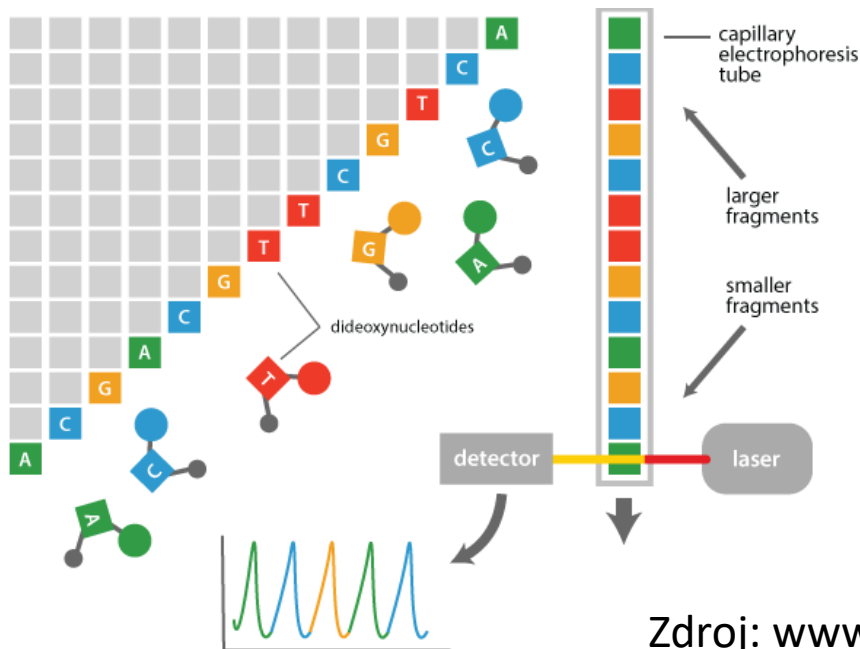 A
C
T
G
C
T
T
G
C
A
G
C
A
C
G
A
T
C
A
dideoxynucleotides
capillary
electrophoresis
tube
larger
fragments
smaller
fragments
detector
laser
Zdroj: www